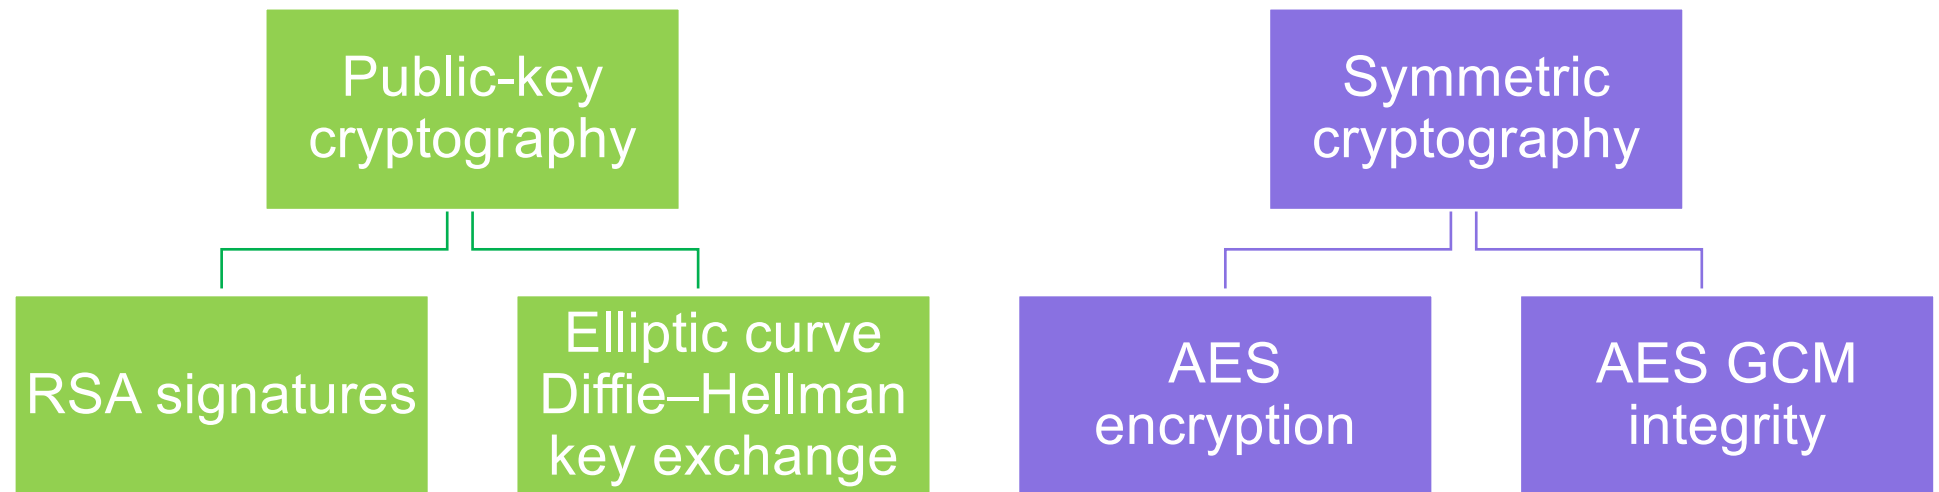 Public-key
cryptography
Symmetric
cryptography
RSA signatures
Elliptic curve
Diffie–Hellman
key exchange
AES
encryption
AES GCM
integrity